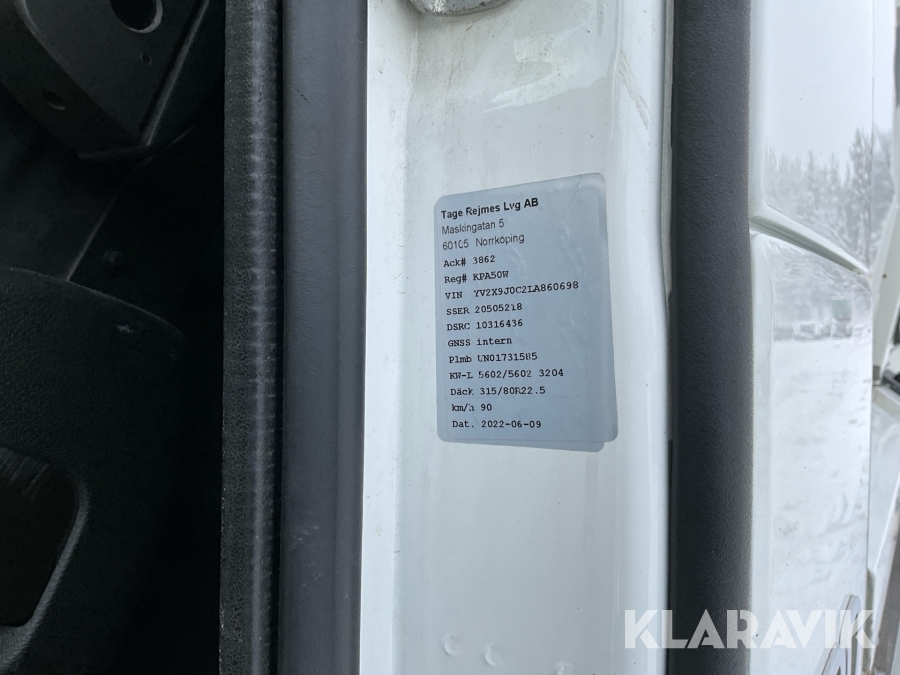 Tage Rejmes Lvg AB
Maskingatan 5
60105 Norrköping
Ack# 3862
Reg# KPA50W
VIN YV2X9J0C2LA860698
SSER 20505218
DSRC 10316436
GNSS intern
Plmb UN01731585
KW-L 5602/5602 3204
Däck 315/80R22.5
km/h 90
Dat. 2022-06-09
KLARAVIK